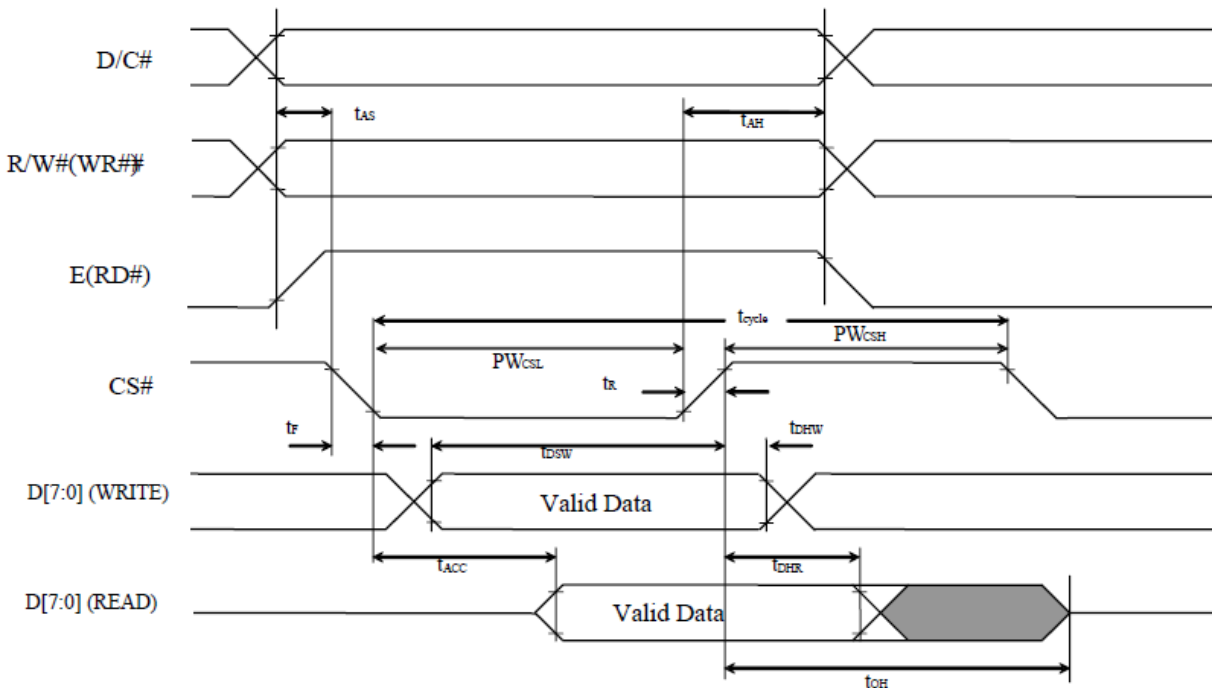 D/C#
tAS
tAH
R/W#(WR#)#
E(RD#)
tcycle
PWCSL
PWCSH
CS#
tR
tF
tDSW
tDHW
D[7:0] (WRITE)
Valid Data
tACC
tDHR
D[7:0] (READ)
Valid Data
tOH